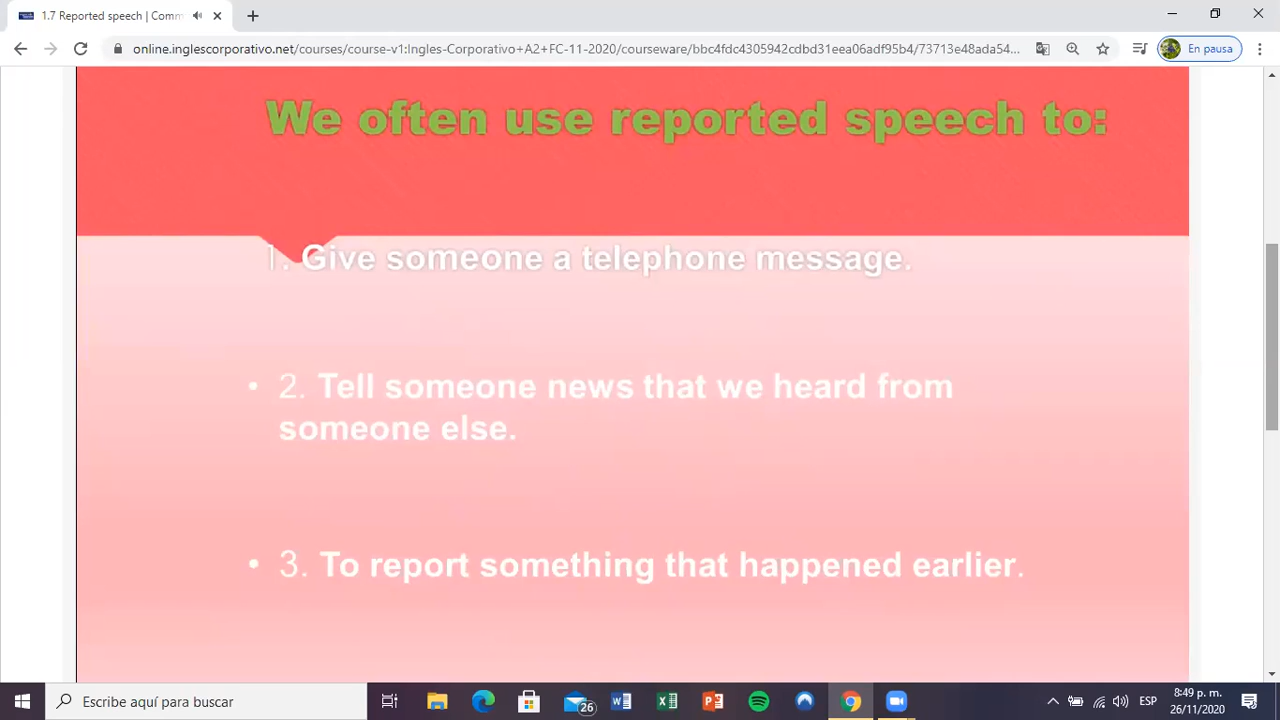 1.7 Reported speech | Comm
online.inglescorporativo.net/courses/course-v1:Ingles-Corporativo+A2+FC-11-2020/courseware/bbc4fdc4305942cdbd31eea06adf95b4/73713e48ada54...
En pausa
We often use reported speech to:
1. Give someone a telephone message.
• 2. Tell someone news that we heard from
someone else.
• 3. To report something that happened earlier.
Escribe aquí para buscar
26
ESP
8:49 p. m.
26/11/2020